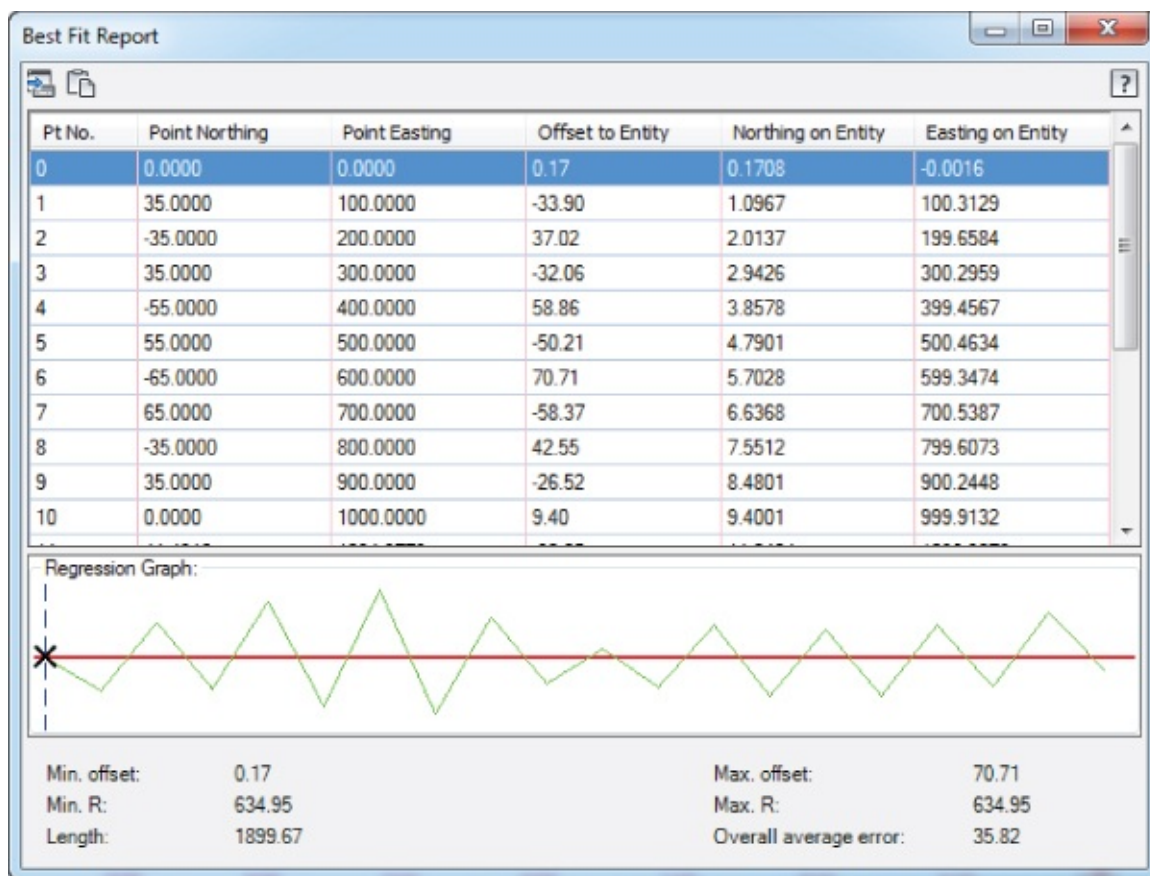 Best Fit Report
?
Pt No. Point Northing Point Easting Offset to Entity Northing on Entity Easting on Entity
0 0.0000 0.0000 0.17 0.1708 -0.0016
1 35.0000 100.0000 -33.90 1.0967 100.3129
2 -35.0000 200.0000 37.02 2.0137 199.6584
3 35.0000 300.0000 -32.06 2.9426 300.2959
4 -55.0000 400.0000 58.86 3.8578 399.4567
5 55.0000 500.0000 -50.21 4.7901 500.4634
6 -65.0000 600.0000 70.71 5.7028 599.3474
7 65.0000 700.0000 -58.37 6.6368 700.5387
8 -35.0000 800.0000 42.55 7.5512 799.6073
9 35.0000 900.0000 -26.52 8.4801 900.2448
10 0.0000 1000.0000 9.40 9.4001 999.9132
Regression Graph:
Min. offset: 0.17 Max. offset: 70.71
Min. R: 634.95 Max. R: 634.95
Length: 1899.67 Overall average error: 35.82